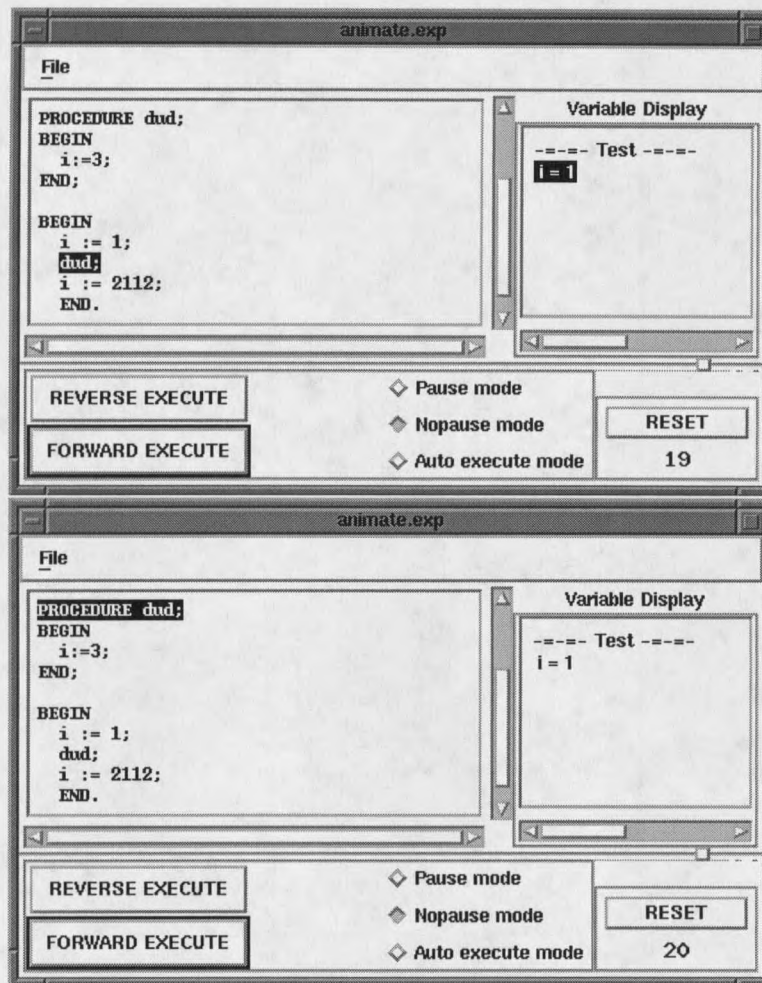 animate.exp
File
PROCEDURE dud;
BEGIN
i:=3;
END;
BEGIN
i := 1;
dud;
i := 2112;
END.
Variable Display
-=-=- Test -=-=-
i = 1
REVERSE EXECUTE
FORWARD EXECUTE
Pause mode
Nopause mode
Auto execute mode
RESET
19
animate.exp
File
PROCEDURE dud;
BEGIN
i:=3;
END;
BEGIN
i := 1;
dud;
i := 2112;
END.
Variable Display
-=-=- Test -=-=-
i = 1
REVERSE EXECUTE
FORWARD EXECUTE
Pause mode
Nopause mode
Auto execute mode
RESET
20